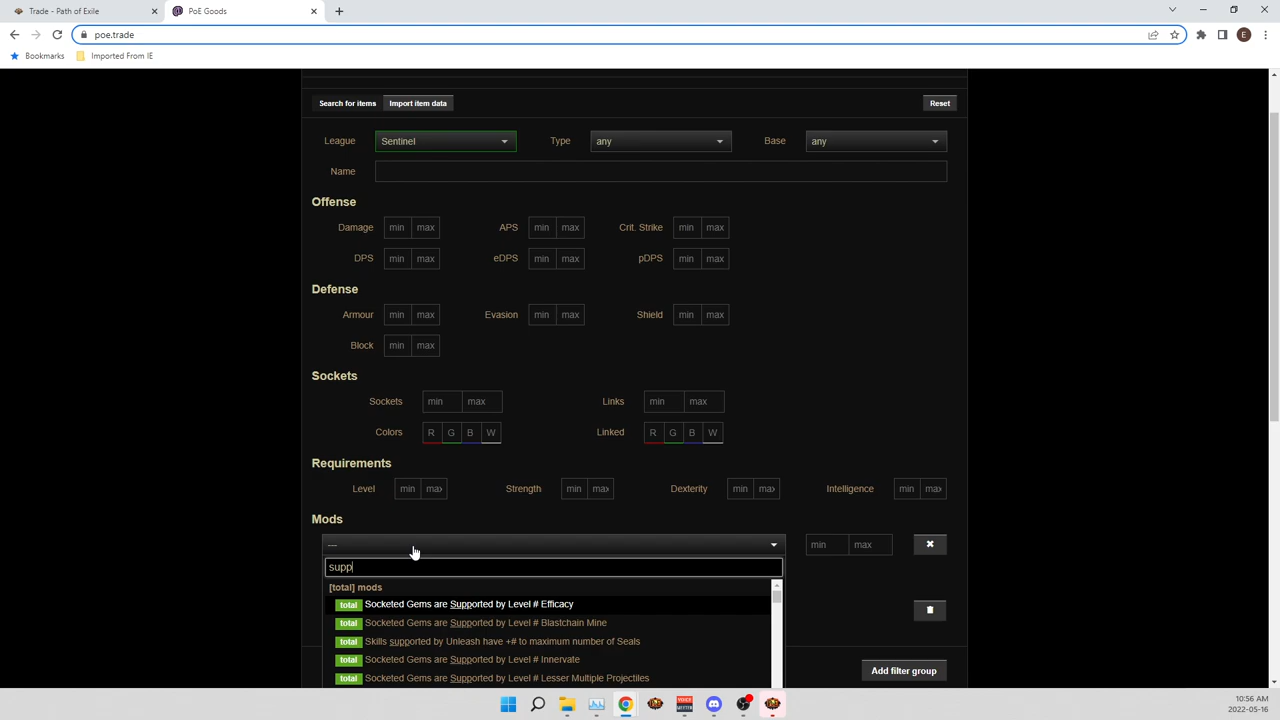 Trade - Path of Exile
PoE Goods
poe.trade
E
Bookmarks
Imported From IE
Search for items
Import item data
Reset
League
Sentinel
Type
any
Base
any
Name
Offense
Damage
min
max
APS
min
max
Crit. Strike
min
max
DPS
min
max
eDPS
min
max
pDPS
min
max
Defense
Armour
min
max
Evasion
min
max
Shield
min
max
Block
min
max
Sockets
Sockets
min
max
Links
min
max
Colors
R
G
B
W
Linked
R
G
B
W
Requirements
Level
min
max
Strength
min
max
Dexterity
min
max
Intelligence
min
max
Mods
---
min
max
supp
[total] mods
total Socketed Gems are Supported by Level # Efficacy
total Socketed Gems are Supported by Level # Blastchain Mine
total Skills supported by Unleash have +# to maximum number of Seals
total Socketed Gems are Supported by Level # Innervate
total Socketed Gems are Supported by Level # Lesser Multiple Projectiles
Add filter group
10:56 AM
2022-05-16